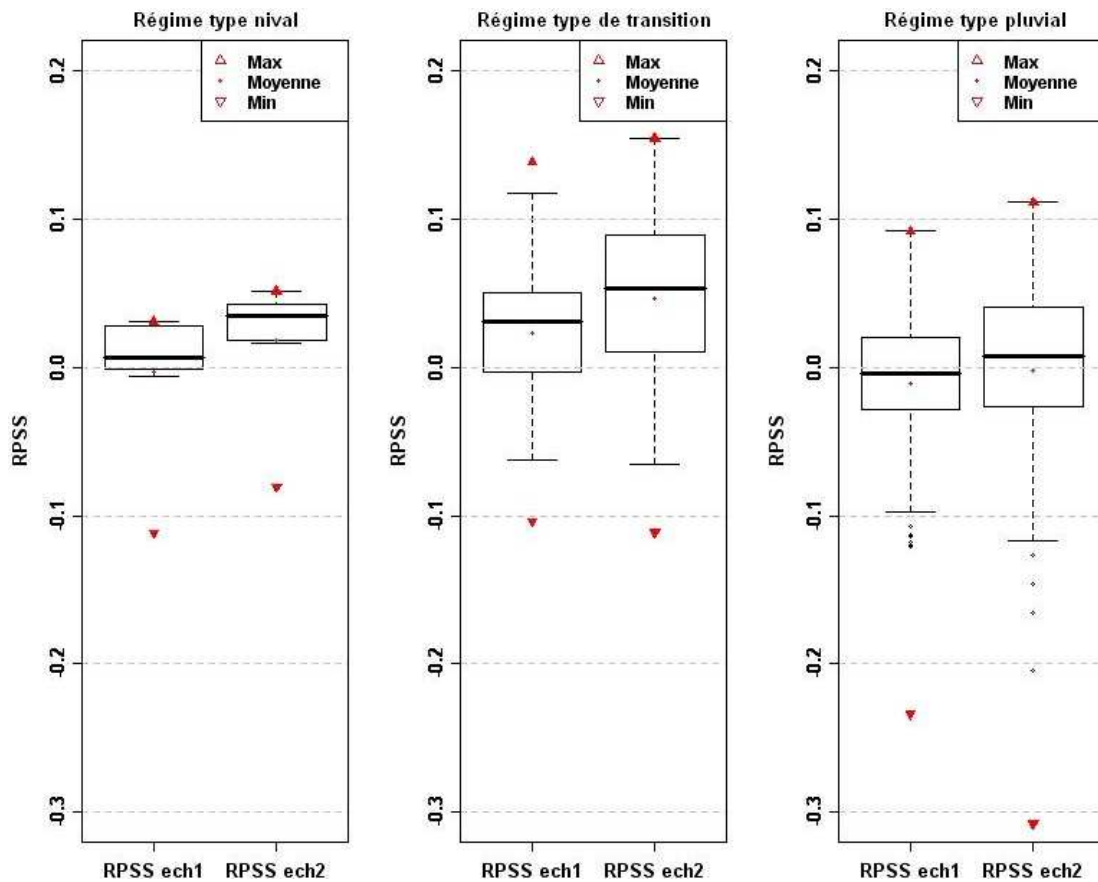 Régime type nival
Régime type de transition
Régime type pluvial
Max
Moyenne
Min
Max
Moyenne
Min
Max
Moyenne
Min
RPSS
0.2
0.1
0.0
-0.1
-0.2
-0.3
RPSS
0.2
0.1
0.0
-0.1
-0.2
-0.3
RPSS
0.2
0.1
0.0
-0.1
-0.2
-0.3
RPSS ech1 RPSS ech2
RPSS ech1 RPSS ech2
RPSS ech1 RPSS ech2